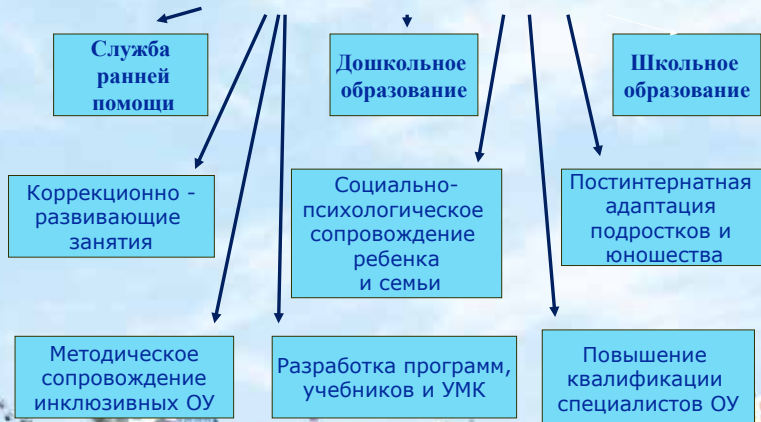 Служба
ранней
помощи
Дошкольное
образование
Школьное
образование
Коррекционно -
развивающие
занятия
Социально-
психологическое
сопровождение
ребенка
и семьи
Постинтернатная
адаптация
подростков и
юношества
Методическое
сопровождение
инклюзивных ОУ
Разработка программ,
учебников и УМК
Повышение
квалификации
специалистов ОУ